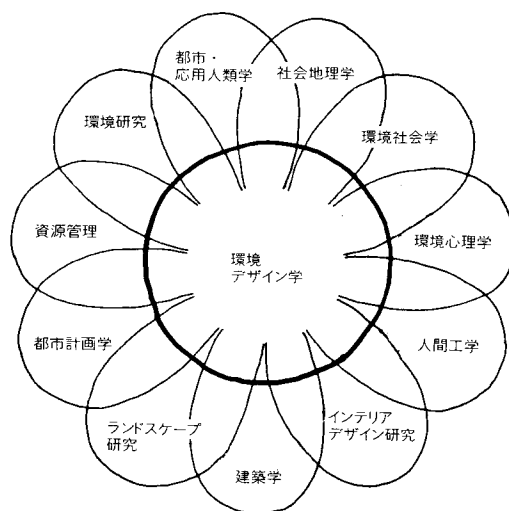 都市・
応用人類学
社会地理学
環境研究
環境社会学
資源管理
環境心理学
環境
デザイン学
都市計画学
人間工学
ランドスケープ
研究
インテリア
デザイン研究
建築学